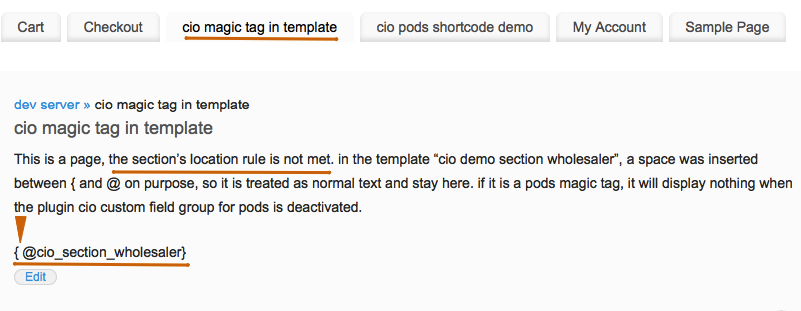 Cart Checkout cio magic tag in template cio pods shortcode demo My Account Sample Page
dev server » cio magic tag in template
cio magic tag in template
This is a page, the section's location rule is not met. in the template “cio demo section wholesaler”, a space was inserted
between { and @ on purpose, so it is treated as normal text and stay here. if it is a pods magic tag, it will display nothing when
the plugin cio custom field group for pods is deactivated.
{ @cio_section_wholesaler}
Edit